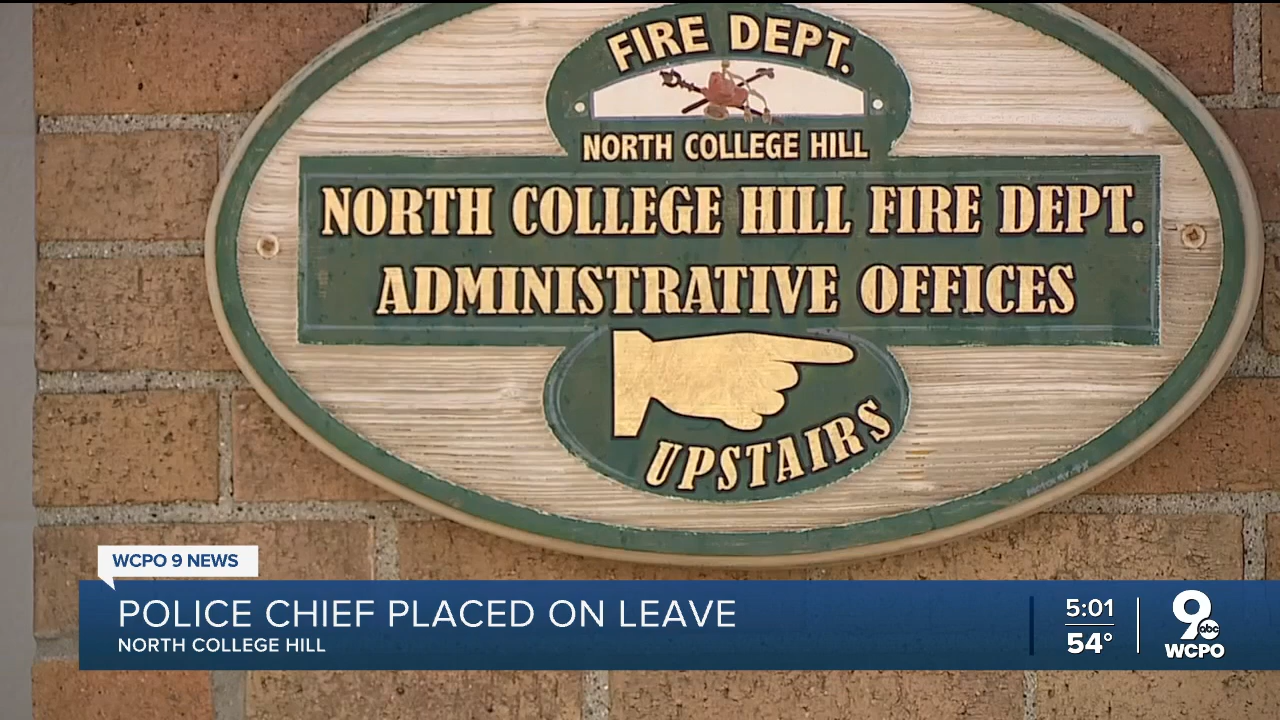 FIRE DEPT.
NORTH COLLEGE HILL
NORTH COLLEGE HILL FIRE DEPT.
ADMINISTRATIVE OFFICES
UPSTAIRS
WCPO 9 NEWS
POLICE CHIEF PLACED ON LEAVE
NORTH COLLEGE HILL
5:01
54°
9 abc
WCPO